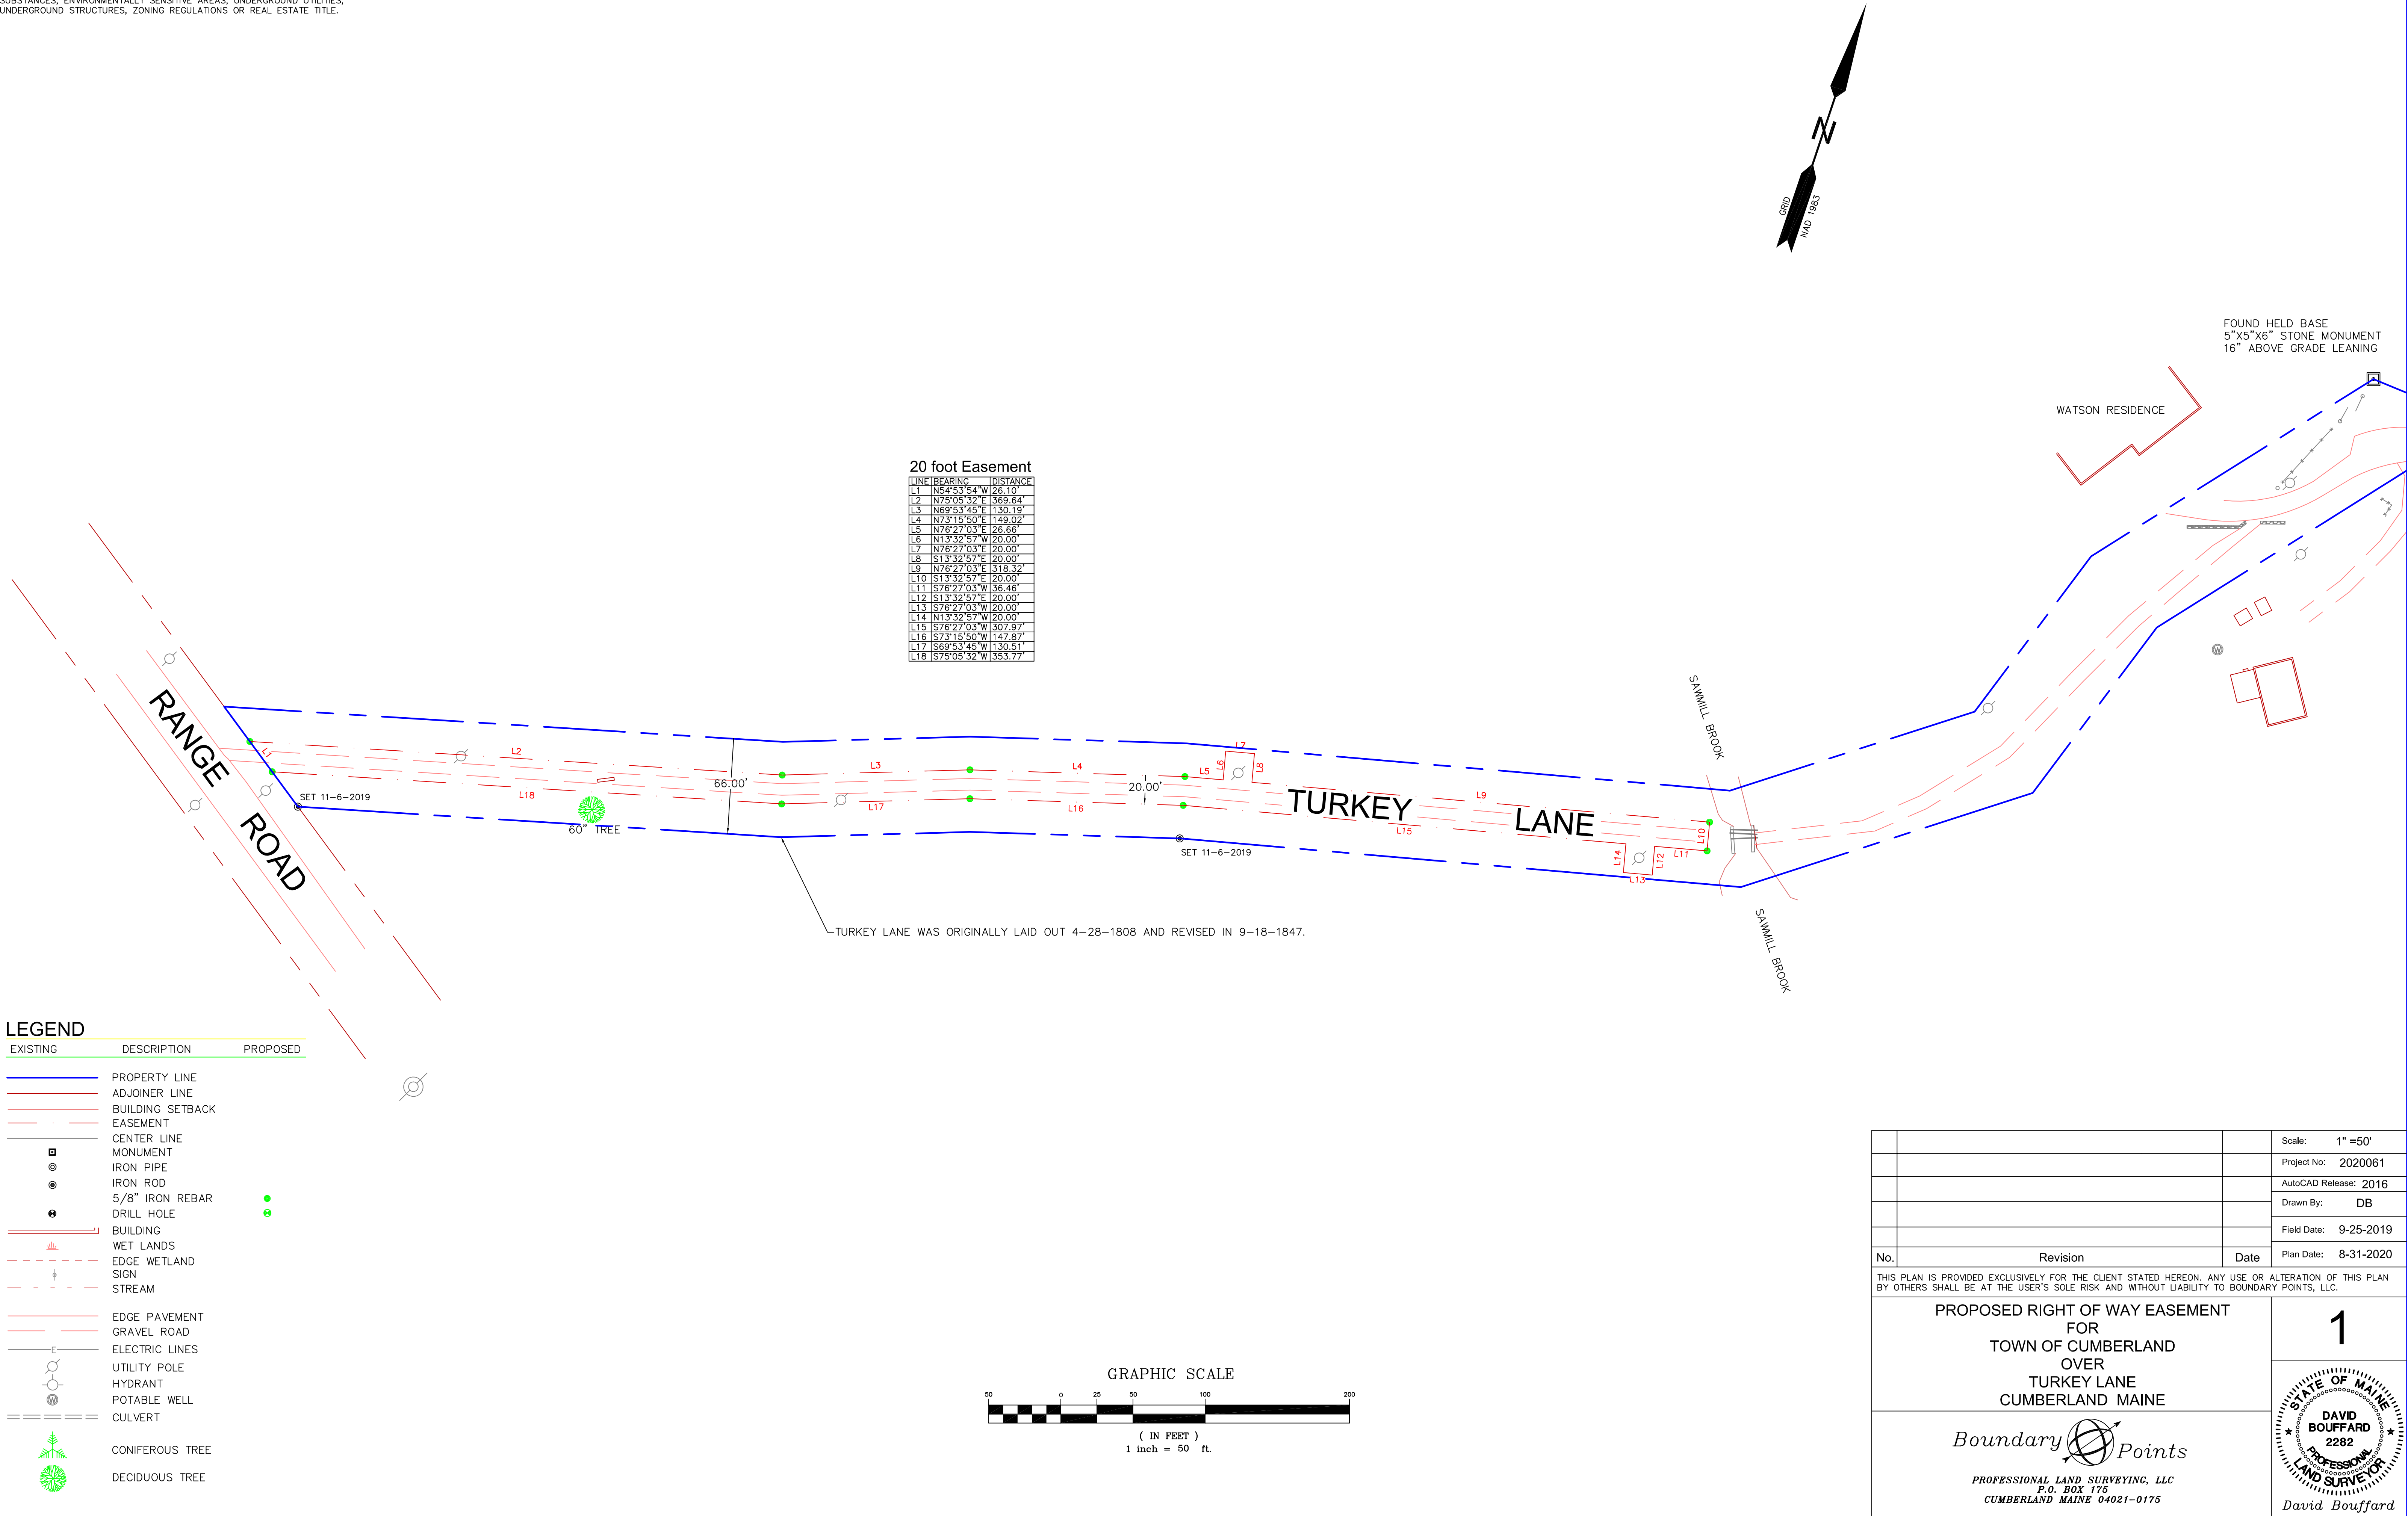 SUBSTANCES, ENVIRONMENTALLY SENSITIVE AREAS, UNDERGROUND UTILITIES,
UNDERGROUND STRUCTURES, ZONING REGULATIONS OR REAL ESTATE TITLE.
N
GRID
NAD 1983
FOUND HELD BASE
5"X5"X6" STONE MONUMENT
16" ABOVE GRADE LEANING
WATSON RESIDENCE
20 foot Easement
LINE BEARING DISTANCE
L1 N54°53'54"W 26.10'
L2 N75°05'32"E 369.64'
L3 N69°53'45"E 130.19'
L4 N73°15'50"E 149.02'
L5 N76°27'03"E 26.66'
L6 N13°32'57"W 20.00'
L7 N76°27'03"E 20.00'
L8 S13°32'57"E 20.00'
L9 N76°27'03"E 318.32'
L10 S13°32'57"E 20.00'
L11 S76°27'03"W 36.46'
L12 S13°32'57"E 20.00'
L13 S76°27'03"W 20.00'
L14 N13°32'57"W 20.00'
L15 S76°27'03"W 307.97'
L16 S73°15'50"W 147.87'
L17 S69°53'45"W 130.51'
L18 S75°05'32"W 353.77'
RANGE ROAD
L1
L2
L18
SET 11-6-2019
60" TREE
66.00'
L3
L17
L4
L16
20.00'
L5
L6
L7
L8
SET 11-6-2019
TURKEY LANE
L9
L15
L10
L11
L12
L13
L14
SAWMILL BROOK
SAWMILL BROOK
W
TURKEY LANE WAS ORIGINALLY LAID OUT 4-28-1808 AND REVISED IN 9-18-1847.
LEGEND
EXISTING DESCRIPTION PROPOSED
PROPERTY LINE
ADJOINER LINE
BUILDING SETBACK
EASEMENT
CENTER LINE
MONUMENT
IRON PIPE
IRON ROD
5/8" IRON REBAR
DRILL HOLE
BUILDING
WET LANDS
EDGE WETLAND
SIGN
STREAM
EDGE PAVEMENT
GRAVEL ROAD
E ELECTRIC LINES
UTILITY POLE
HYDRANT
W POTABLE WELL
CULVERT
CONIFEROUS TREE
DECIDUOUS TREE
GRAPHIC SCALE
50 0 25 50 100 200
( IN FEET )
1 inch = 50 ft.
Scale: 1" =50'
Project No: 2020061
AutoCAD Release: 2016
Drawn By: DB
Field Date: 9-25-2019
No. Revision Date Plan Date: 8-31-2020
THIS PLAN IS PROVIDED EXCLUSIVELY FOR THE CLIENT STATED HEREON. ANY USE OR ALTERATION OF THIS PLAN
BY OTHERS SHALL BE AT THE USER'S SOLE RISK AND WITHOUT LIABILITY TO BOUNDARY POINTS, LLC.
PROPOSED RIGHT OF WAY EASEMENT
FOR
TOWN OF CUMBERLAND
OVER
TURKEY LANE
CUMBERLAND MAINE
1
Boundary Points
PROFESSIONAL LAND SURVEYING, LLC
P.O. BOX 175
CUMBERLAND MAINE 04021-0175
STATE OF MAINE
DAVID
BOUFFARD
2282
PROFESSIONAL
LAND SURVEYOR
David Bouffard